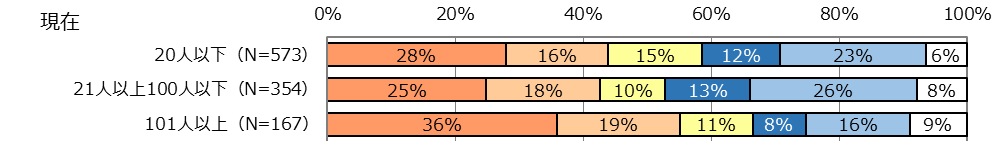 現在
0% 20% 40% 60% 80% 100%
20人以下（N=573） 28% 16% 15% 12% 23% 6%
21人以上100人以下（N=354） 25% 18% 10% 13% 26% 8%
101人以上（N=167） 36% 19% 11% 8% 16% 9%